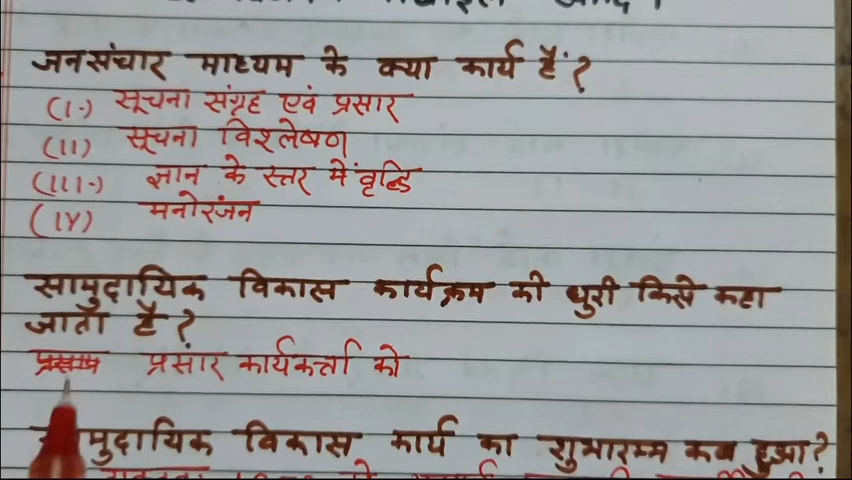 जनसंचार माध्यम के क्या कार्य हैं?
(I.) सूचना संग्रह एवं प्रसार
(II) सूचना विश्लेषण
(III.) ज्ञान के स्तर में वृद्धि
(IV) मनोरंजन
सामुदायिक विकास कार्यक्रम की धुरी किसे कहा
जाता है?
प्रसार कार्यकर्त्ता को
मुदायिक विकास कार्य का शुभारम्भ कब हुआ?